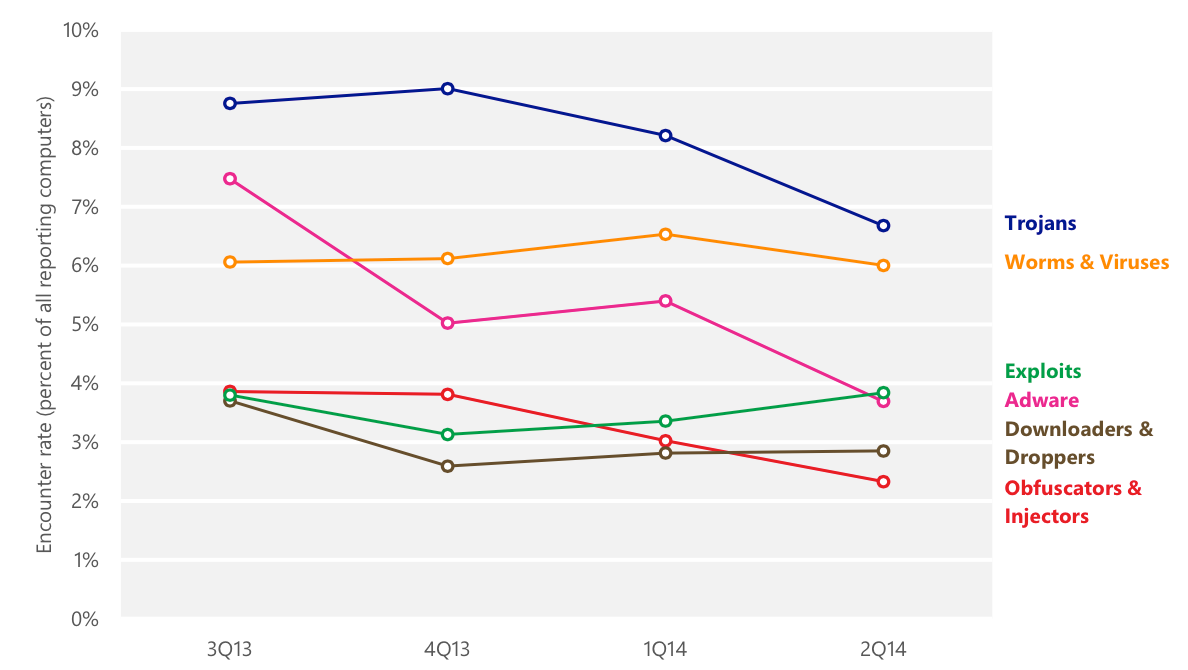 10%
9%
8%
7%
6%
5%
4%
3%
2%
1%
0%
Encounter rate (percent of all reporting computers)
3Q13 4Q13 1Q14 2Q14
Trojans
Worms & Viruses
Exploits
Adware
Downloaders &
Droppers
Obfuscators &
Injectors